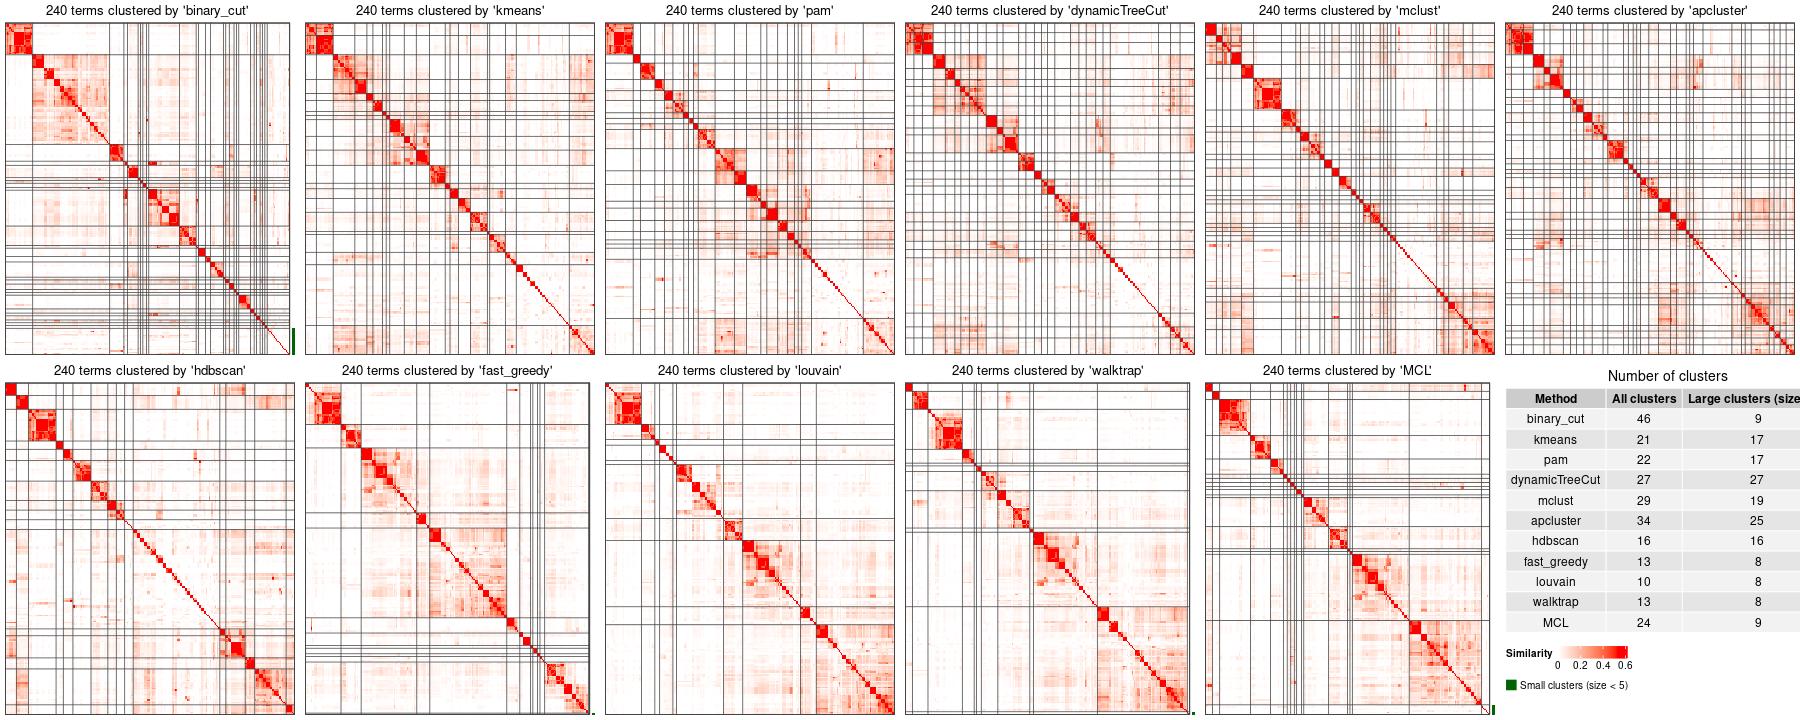 240 terms clustered by 'binary_cut'
240 terms clustered by 'kmeans'
240 terms clustered by 'pam'
240 terms clustered by 'dynamicTreeCut'
240 terms clustered by 'mclust'
240 terms clustered by 'apcluster'
240 terms clustered by 'hdbscan'
240 terms clustered by 'fast_greedy'
240 terms clustered by 'louvain'
240 terms clustered by 'walktrap'
240 terms clustered by 'MCL'
Number of clusters
Method All clusters Large clusters (size
binary_cut 46 9
kmeans 21 17
pam 22 17
dynamicTreeCut 27 27
mclust 29 19
apcluster 34 25
hdbscan 16 16
fast_greedy 13 8
louvain 10 8
walktrap 13 8
MCL 24 9
Similarity
0 0.2 0.4 0.6
Small clusters (size < 5)